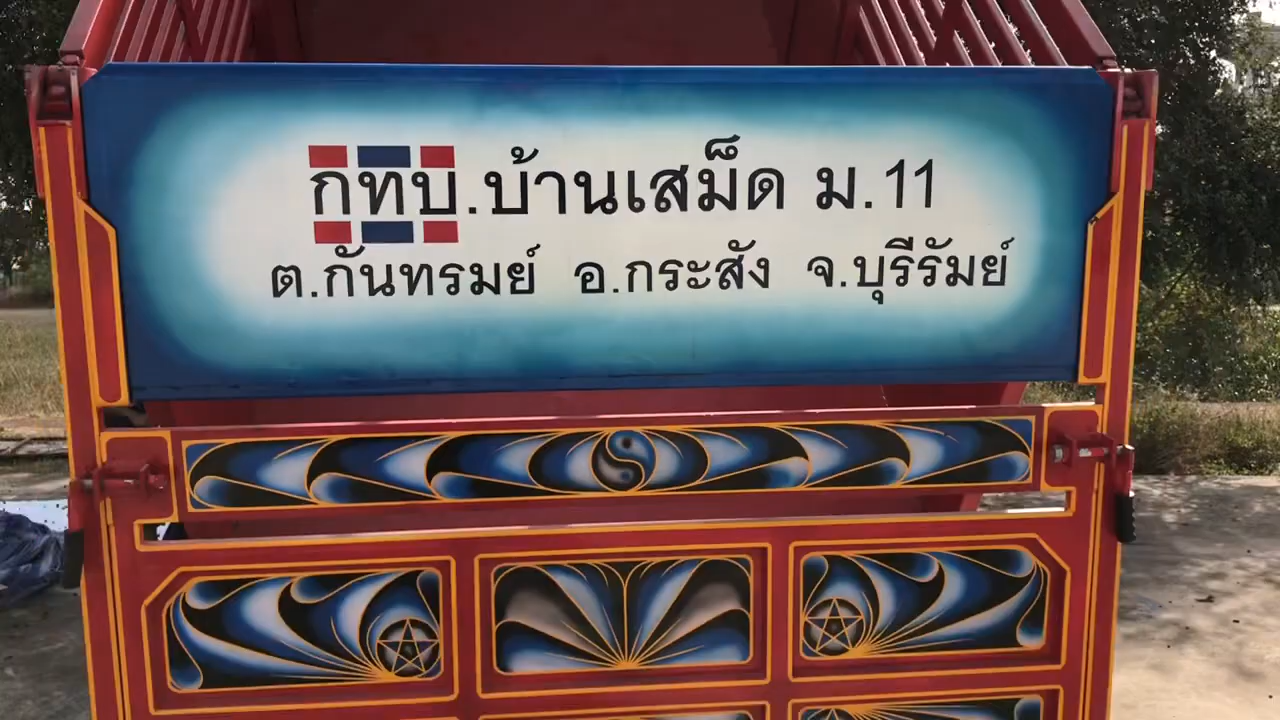 กทบ.บ้านเสม็ด ม.11
ต.กันทรมย์ อ.กระสัง จ.บุรีรัมย์